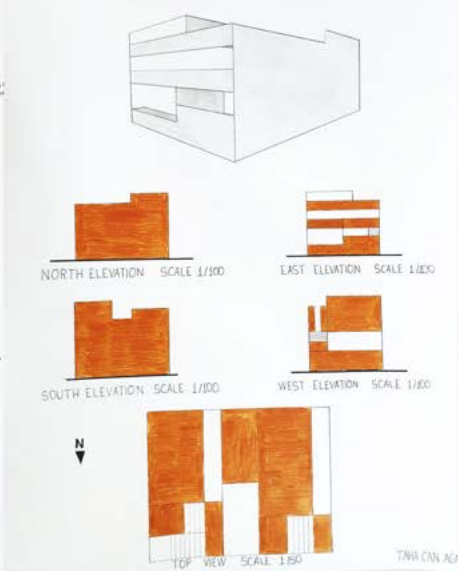 NORTH ELEVATION SCALE 1/100
EAST ELEVATION SCALE 1/100
SOUTH ELEVATION SCALE 1/100
WEST ELEVATION SCALE 1/100
N
TOP VIEW SCALE 1/50
TAHA CAN